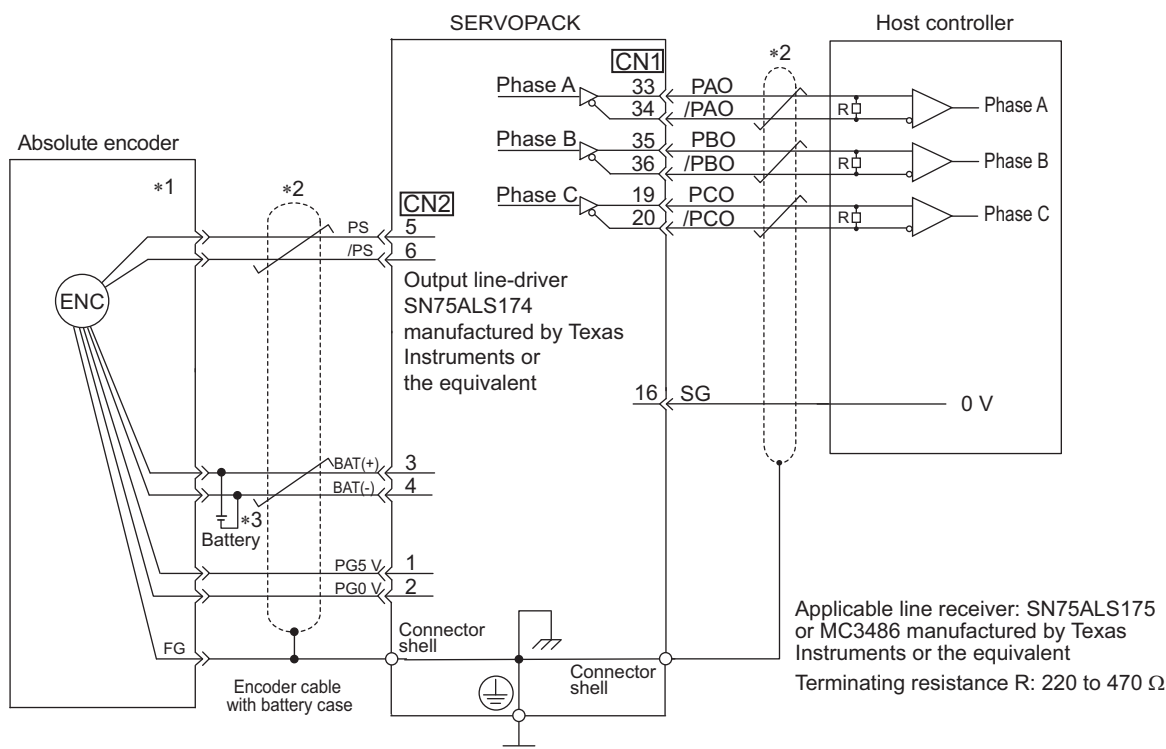 SERVOPACK
Host controller
CN1
*2
Phase A
33
PAO
34
/PAO
R
Phase A
Phase B
35
PBO
36
/PBO
R
Phase B
Phase C
19
PCO
20
/PCO
R
Phase C
16
SG
0 V
Absolute encoder
*1
*2
CN2
PS
5
/PS
6
ENC
Output line-driver
SN75ALS174
manufactured by Texas
Instruments or
the equivalent
BAT(+)
3
BAT(-)
4
*3
Battery
PG5 V
1
PG0 V
2
FG
Connector
shell
Connector
shell
Encoder cable
with battery case
Applicable line receiver: SN75ALS175
or MC3486 manufactured by Texas
Instruments or the equivalent
Terminating resistance R: 220 to 470 Ω